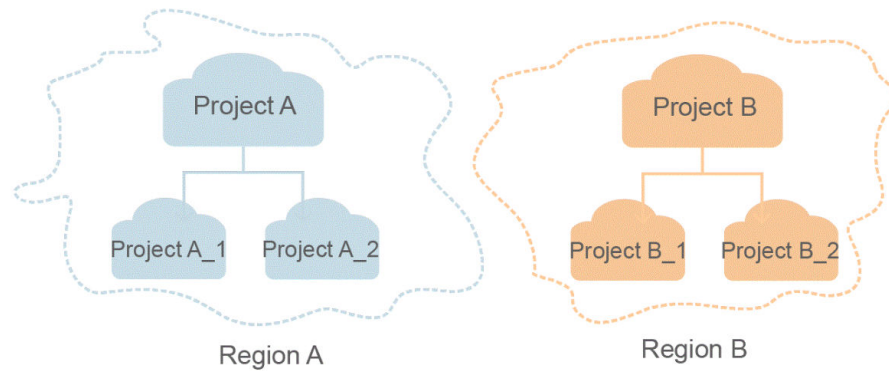 Project A
Project B
Project A_1
Project A_2
Project B_1
Project B_2
Region A
Region B